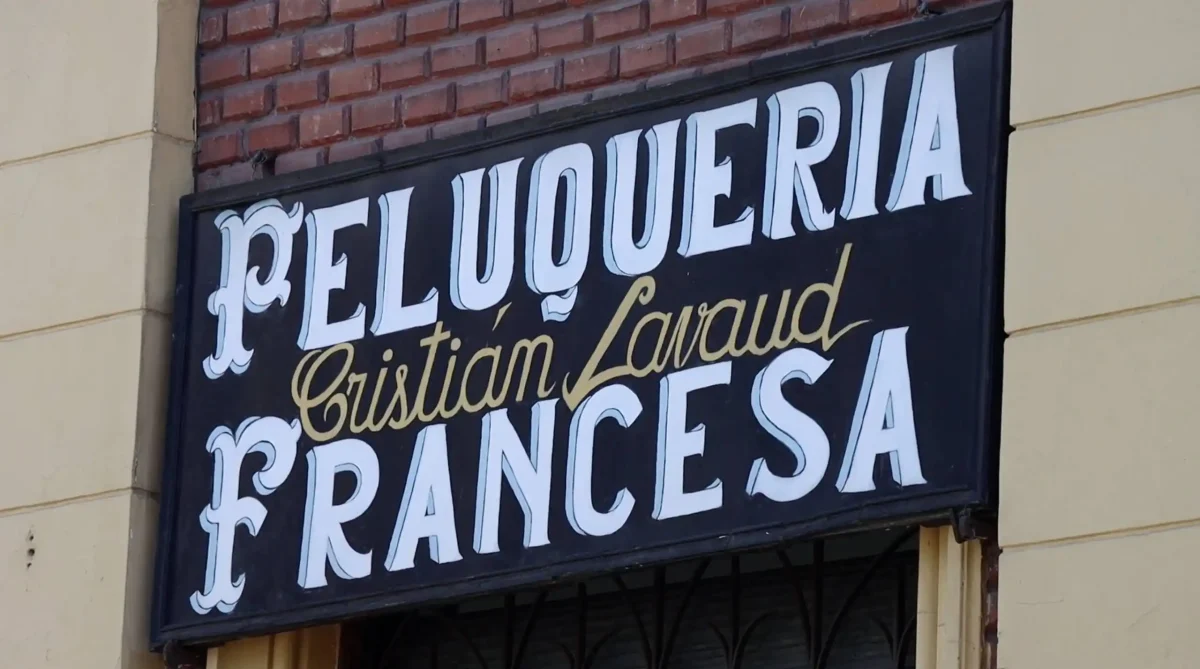 PELUQUERIA
Cristián Lavaud
FRANCESA